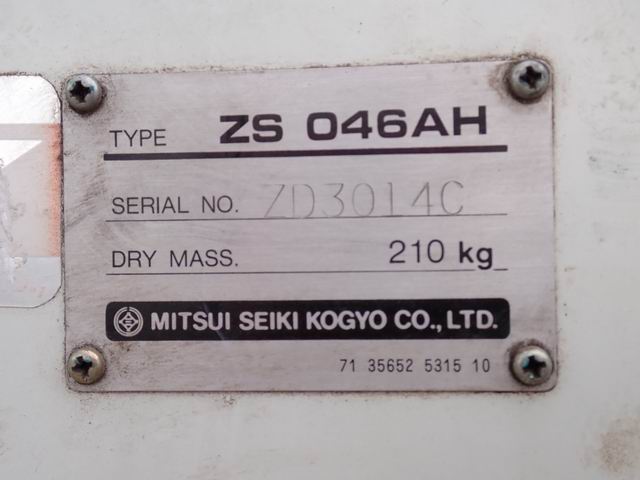 TYPE ZS 046AH
SERIAL NO. ZD3014C
DRY MASS. 210 kg
MITSUI SEIKI KOGYO CO., LTD.
71 35652 5315 10